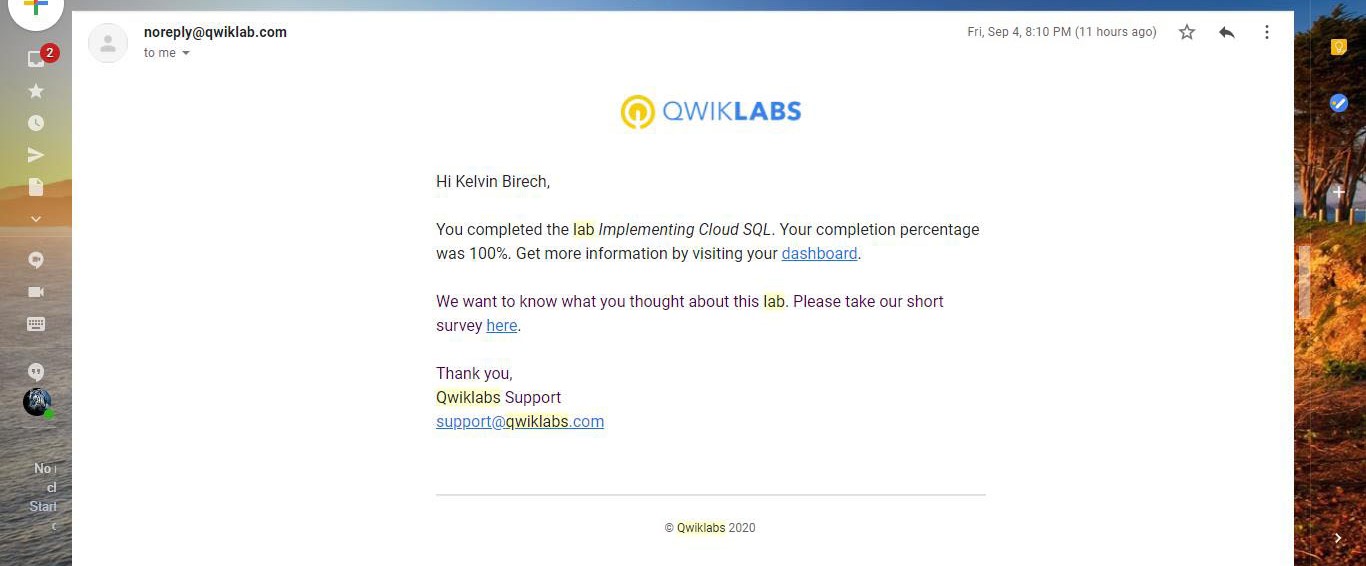 2
noreply@qwiklab.com
Fri, Sep 4, 8:10 PM (11 hours ago)
to me
QWIKLABS
Hi Kelvin Birech,
You completed the lab Implementing Cloud SQL. Your completion percentage
was 100%. Get more information by visiting your dashboard.
We want to know what you thought about this lab. Please take our short
survey here.
Thank you,
Qwiklabs Support
support@qwiklabs.com
No
Start
© Qwiklabs 2020